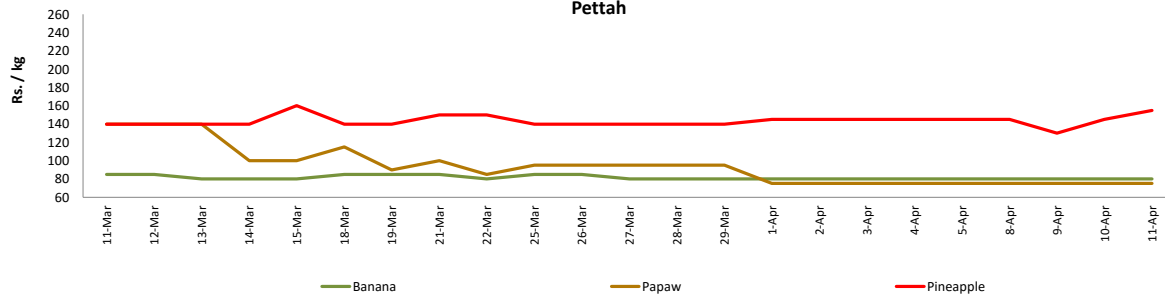 Pettah
Rs. / kg
260
240
220
200
180
160
140
120
100
80
60
11-Mar
12-Mar
13-Mar
14-Mar
15-Mar
18-Mar
19-Mar
21-Mar
22-Mar
25-Mar
26-Mar
27-Mar
28-Mar
29-Mar
1-Apr
2-Apr
3-Apr
4-Apr
5-Apr
8-Apr
9-Apr
10-Apr
11-Apr
Banana Papaw Pineapple